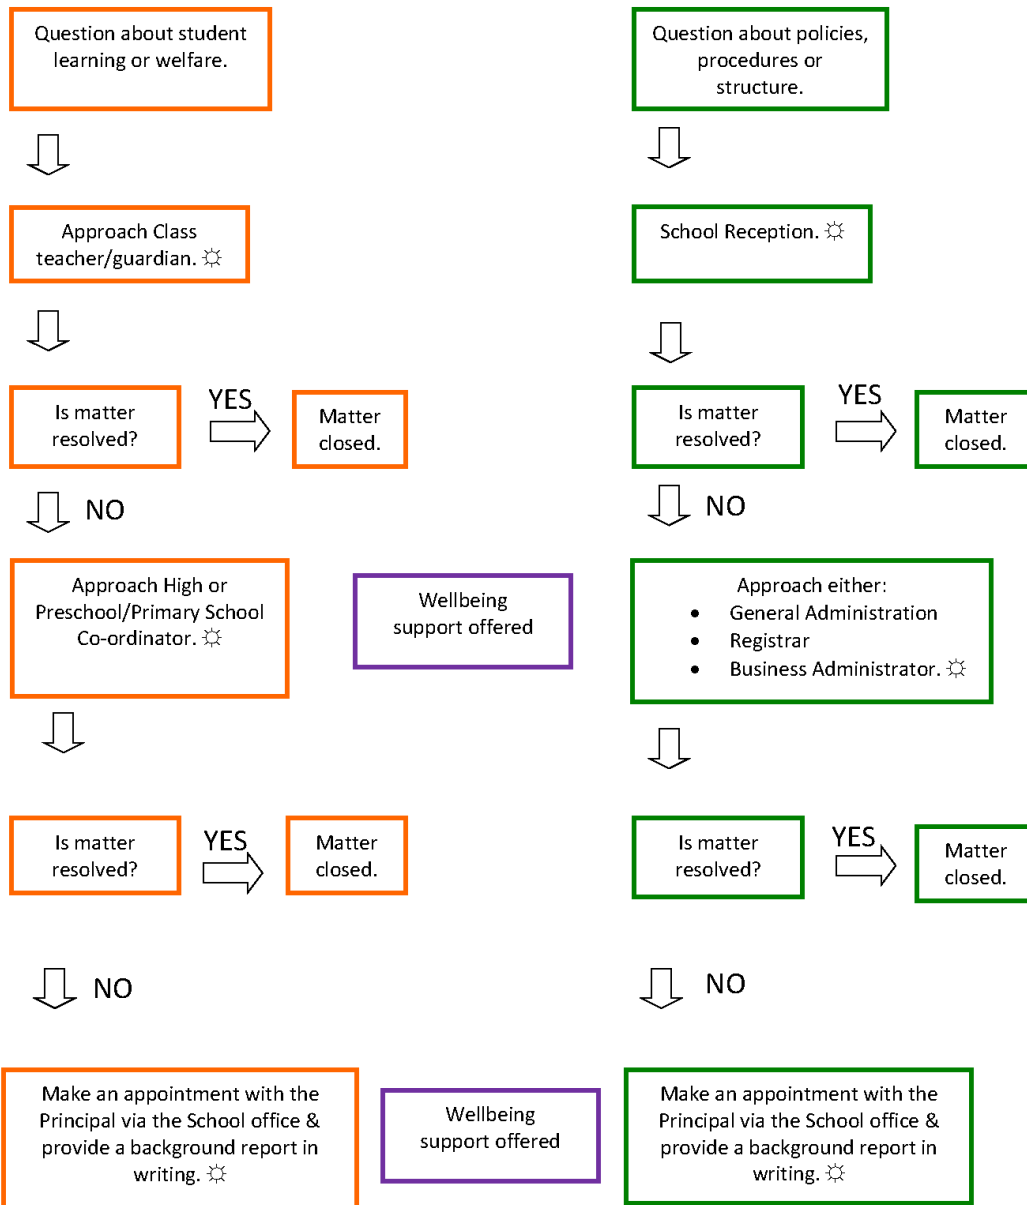 Question about student
learning or welfare.
Question about policies,
procedures or
structure.
Approach Class
teacher/guardian. ☼
School Reception. ☼
Is matter
resolved?
YES
Matter
closed.
Is matter
resolved?
YES
Matter
closed.
NO
NO
Approach High or
Preschool/Primary School
Co-ordinator. ☼
Wellbeing
support offered
Approach either:
• General Administration
• Registrar
• Business Administrator. ☼
Is matter
resolved?
YES
Matter
closed.
Is matter
resolved?
YES
Matter
closed.
NO
NO
Make an appointment with the
Principal via the School office &
provide a background report in
writing. ☼
Wellbeing
support offered
Make an appointment with the
Principal via the School office &
provide a background report in
writing. ☼